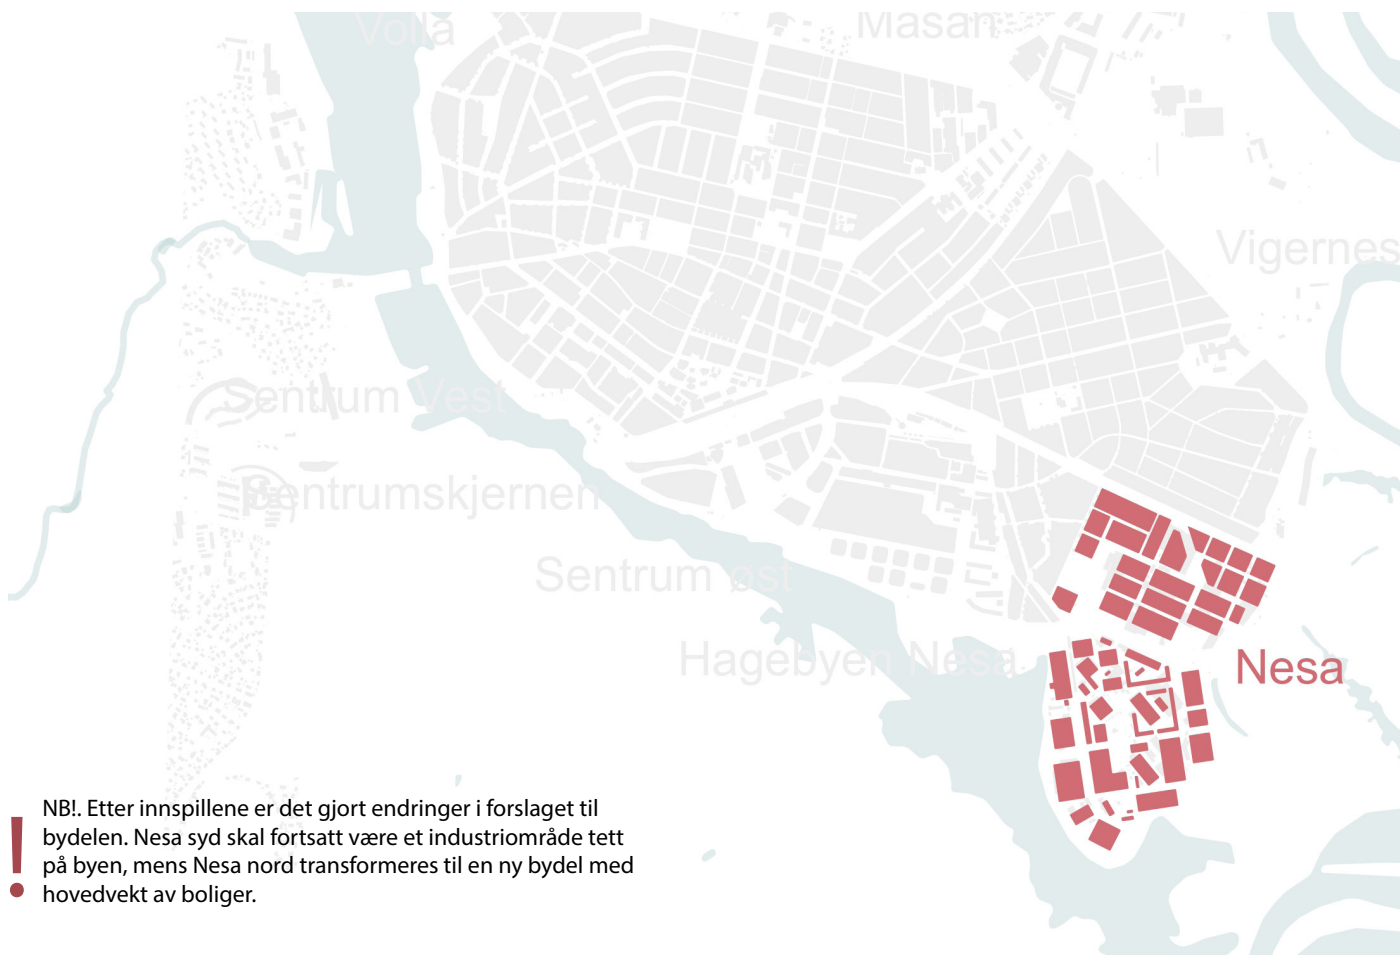 Volla
Måsan
Vigernes
Sentrum Vest
Sentrumskjernen
Sentrum øst
Hagebyen Nesa
Nesa
! NB!. Etter innspillene er det gjort endringer i forslaget til
bydelen. Nesa syd skal fortsatt være et industriområde tett
på byen, mens Nesa nord transformeres til en ny bydel med
hovedvekt av boliger.